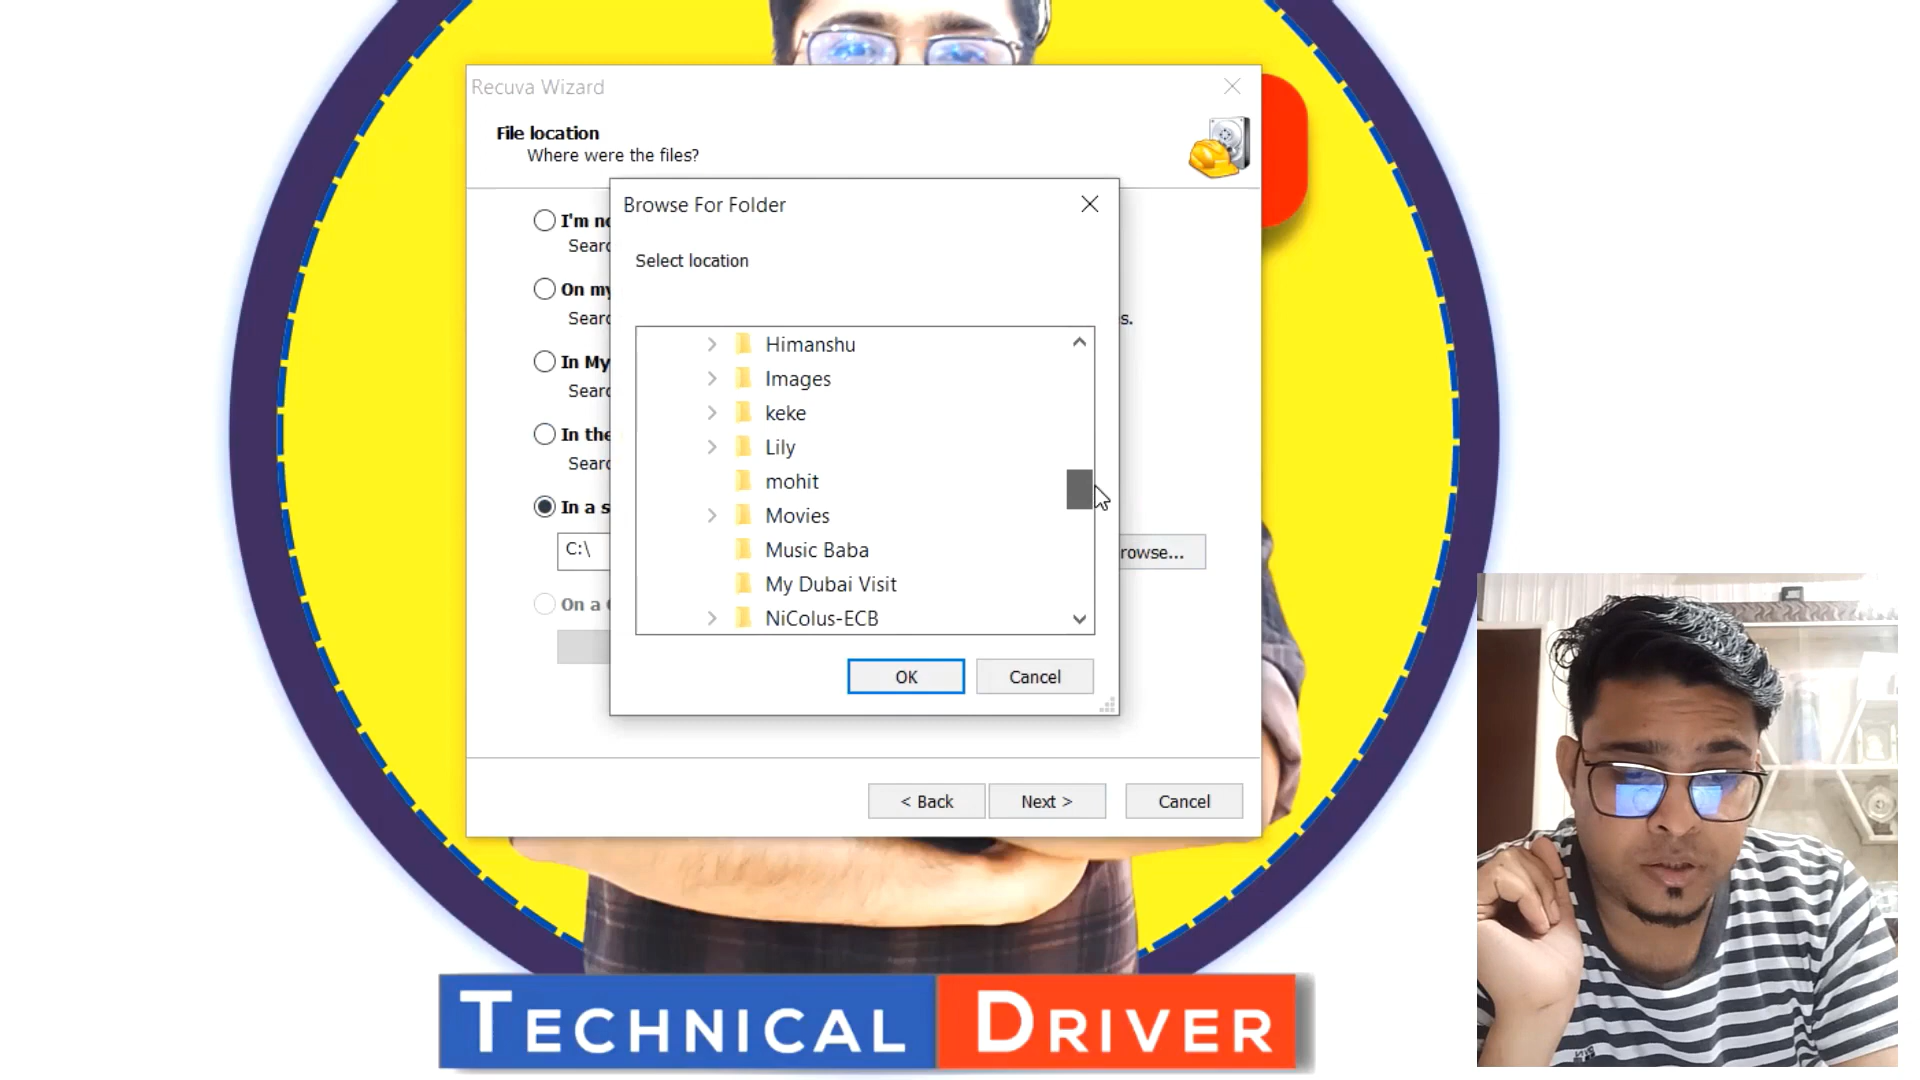 Recuva Wizard
File location
Where were the files?
Browse For Folder
Select location
I'm no
Searc
On my
Searc
s.
In My
Searc
In the
Searc
In a s
C:\
rowse...
On a
Himanshu
Images
keke
Lily
mohit
Movies
Music Baba
My Dubai Visit
NiColus-ECB
OK
Cancel
< Back
Next >
Cancel
TECHNICAL DRIVER